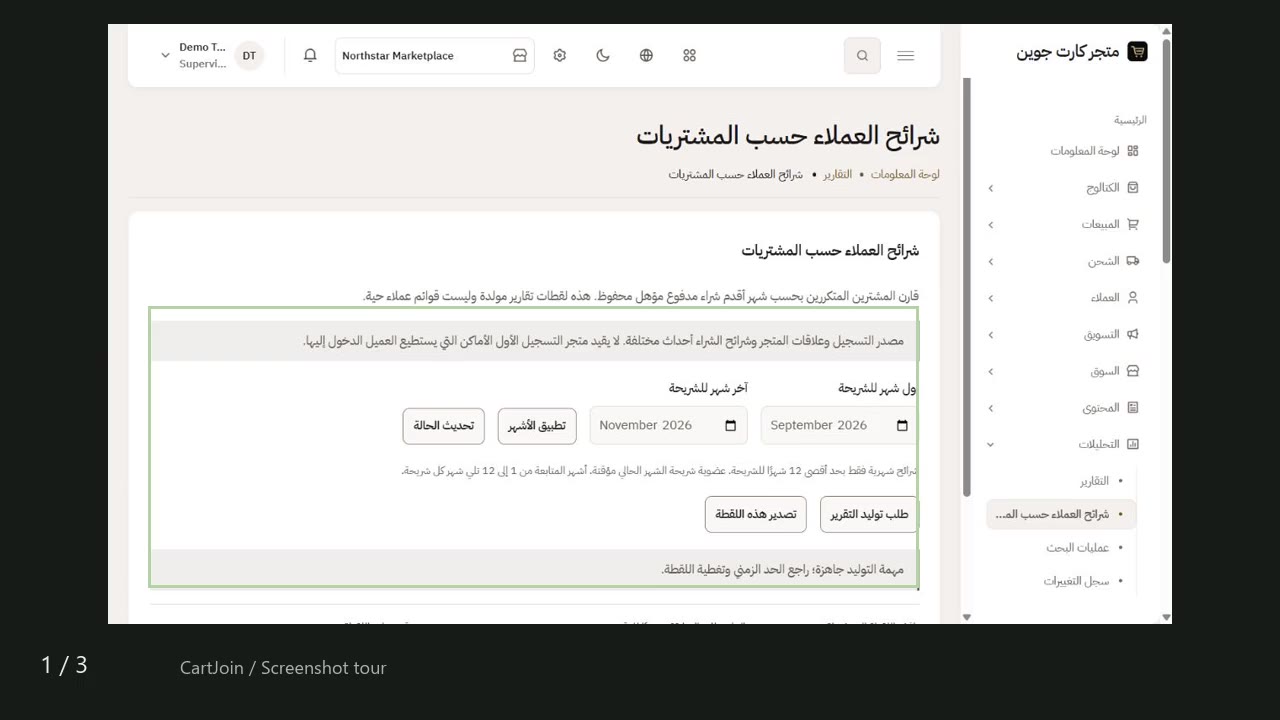 متجر كارت جوين
الرئيسية
لوحة المعلومات
الكتالوج
المبيعات
الشحن
العملاء
التسويق
السوق
المحتوى
التحليلات
التقارير
شرائح العملاء حسب المـ...
عمليات البحث
سجل التغييرات
Northstar Marketplace
DT
Demo T...
Supervi...
شرائح العملاء حسب المشتريات
لوحة المعلومات • التقارير • شرائح العملاء حسب المشتريات
شرائح العملاء حسب المشتريات
قارن المشترين المتكررين بحسب شهر أقدم شراء مدفوع مؤهل محفوظ. هذه لقطات تقارير مولدة وليست قوائم عملاء حية.
مصدر التسجيل وعلاقات المتجر وشرائح الشراء أحداث مختلفة. لا يقيد متجر التسجيل الأول الأماكن التي يستطيع العميل الدخول إليها.
ول شهر للشريحة
آخر شهر للشريحة
September 2026
November 2026
تطبيق الأشهر
تحديث الحالة
شرائح شهرية فقط بحد أقصى 12 شهرًا للشريحة. عضوية شريحة الشهر الحالي مؤقتة. أشهر المتابعة من 1 إلى 12 تلي شهر كل شريحة.
طلب توليد التقرير
تصدير هذه اللقطة
مهمة التوليد جاهزة؛ راجع الحد الزمني وتغطية اللقطة.
1 / 3
CartJoin / Screenshot tour